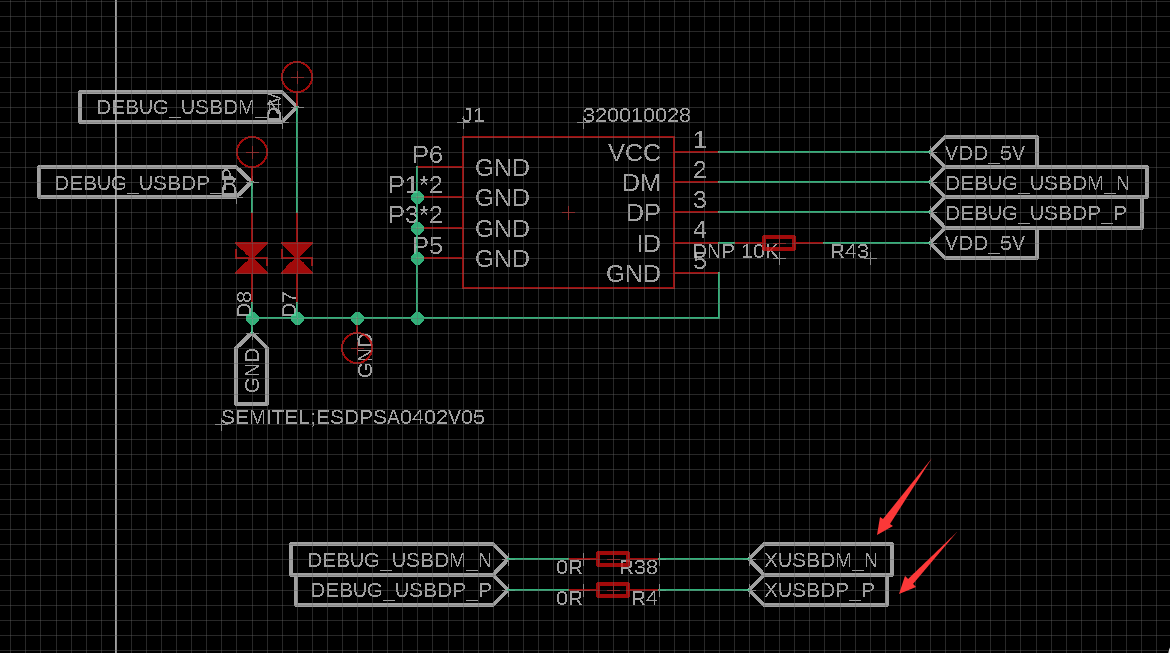 DEBUG_USBDM_N
DEBUG_USBDP_P
J1
320010028
P6
P1*2
P3*2
P5
GND
GND
GND
GND
VCC
DM
DP
ID
GND
1
2
3
4
5
VDD_5V
DEBUG_USBDM_N
DEBUG_USBDP_P
VDD_5V
DNP 10K
R43
D8
D7
GND
GND
SEMITEL;ESDPSA0402V05
DEBUG_USBDM_N
0R
R38
XUSBDM_N
DEBUG_USBDP_P
0R
R4
XUSBDP_P